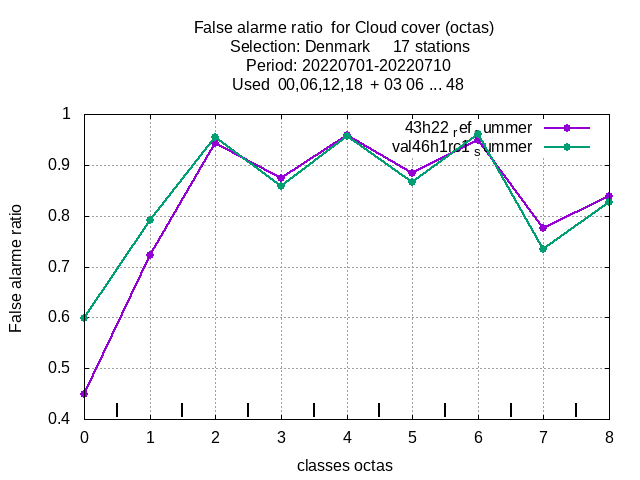 False alarme ratio  for Cloud cover (octas)
Selection: Denmark     17 stations
Period: 20220701-20220710
Used  00,06,12,18  + 03 06 ... 48
43h22 ref ummer
val46h1rc1 summer
False alarme ratio
1
0.9
0.8
0.7
0.6
0.5
0.4
0 1 2 3 4 5 6 7 8
classes octas